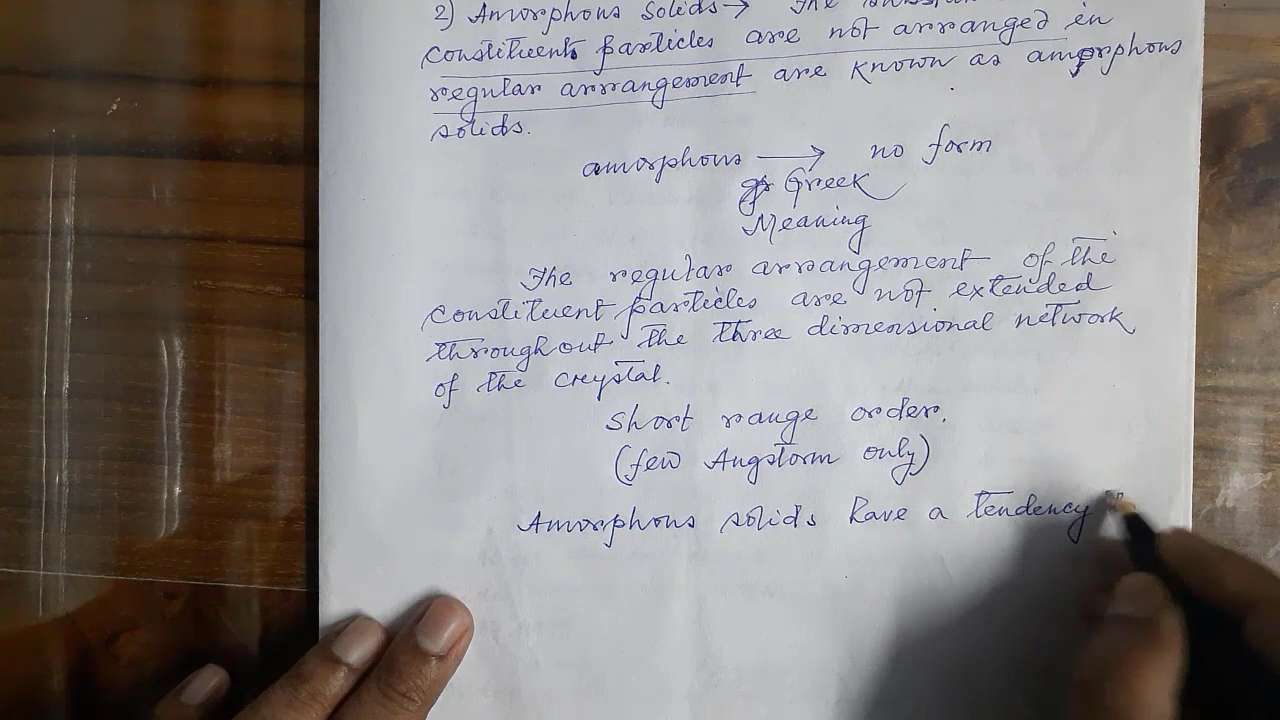 2) Amorphous Solids → The
constituents particles are not arranged in
regular arrangement are known as amorphous
solids.
amorphous → no form
Greek
Meaning
The regular arrangement of the
constituent particles are not extended
throughout the three dimensional network
of the crystal.
Short range order.
(few Angstorm only)
Amorphous solids have a tendency